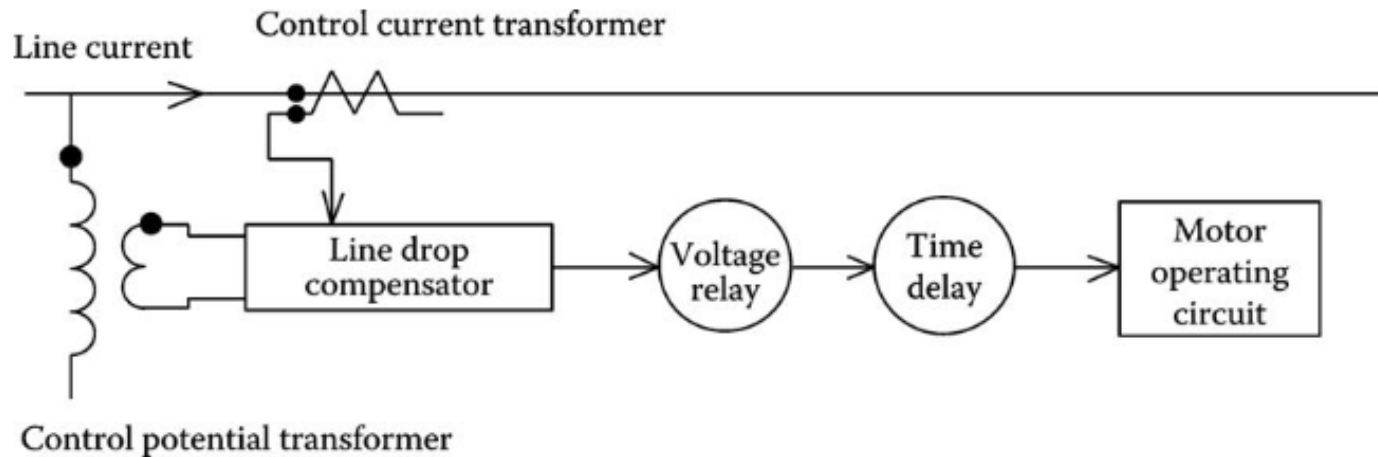 Control current transformer
Line current
Line drop
compensator
Voltage
relay
Time
delay
Motor
operating
circuit
Control potential transformer